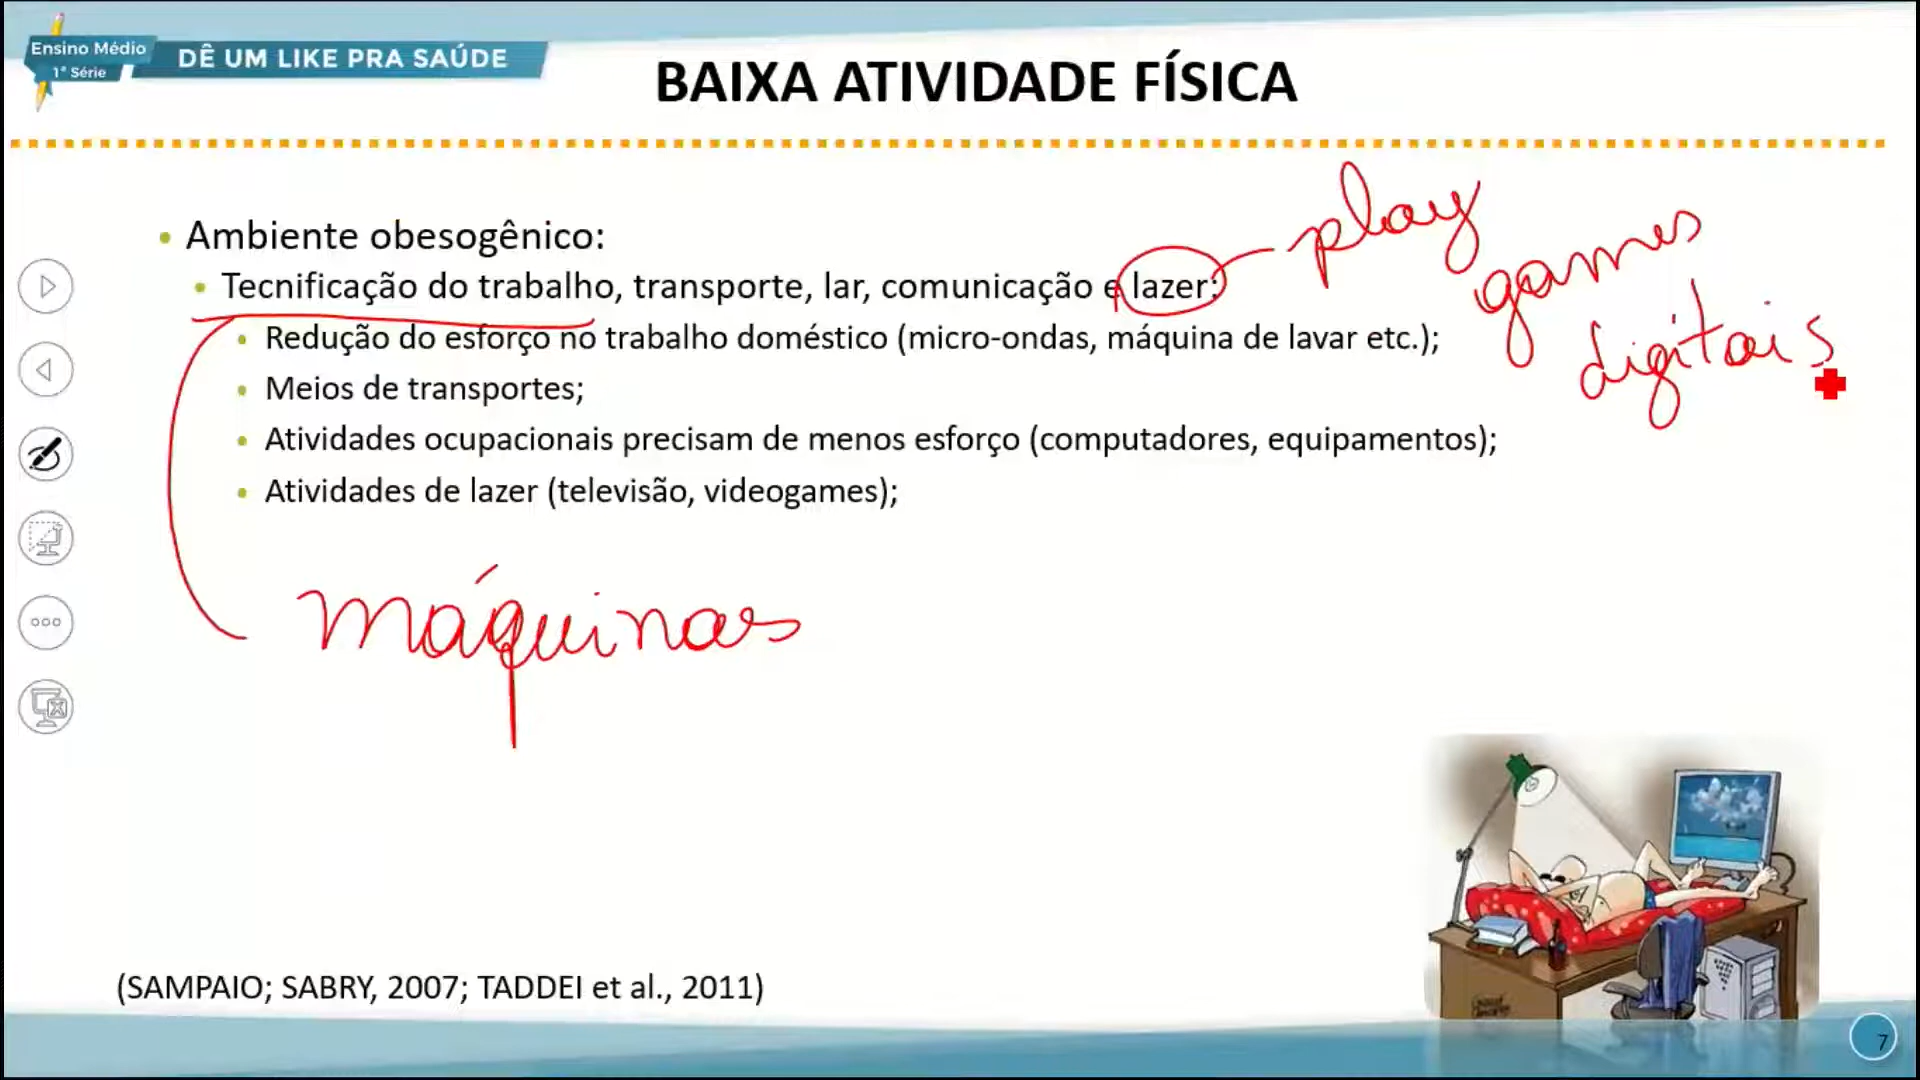 Ensino Médio
1ª Série
DÊ UM LIKE PRA SAÚDE
BAIXA ATIVIDADE FÍSICA
• Ambiente obesogênico:
• Tecnificação do trabalho, transporte, lar, comunicação e lazer:
play
games
digitais
• Redução do esforço no trabalho doméstico (micro-ondas, máquina de lavar etc.);
• Meios de transportes;
• Atividades ocupacionais precisam de menos esforço (computadores, equipamentos);
• Atividades de lazer (televisão, videogames);
máquinas
(SAMPAIO; SABRY, 2007; TADDEI et al., 2011)
7